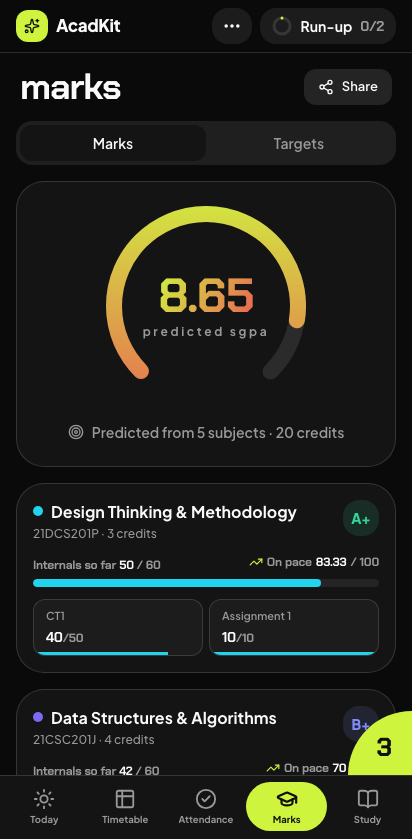 AcadKit
Run-up 0/2
marks
Share
Marks
Targets
8.65
predicted sgpa
Predicted from 5 subjects · 20 credits
Design Thinking & Methodology
A+
21DCS201P · 3 credits
Internals so far 50 / 60
On pace 83.33 / 100
CT1
40/50
Assignment 1
10/10
Data Structures & Algorithms
B+
21CSC201J · 4 credits
Internals so far 42 / 60
On pace 70
3
Today
Timetable
Attendance
Marks
Study